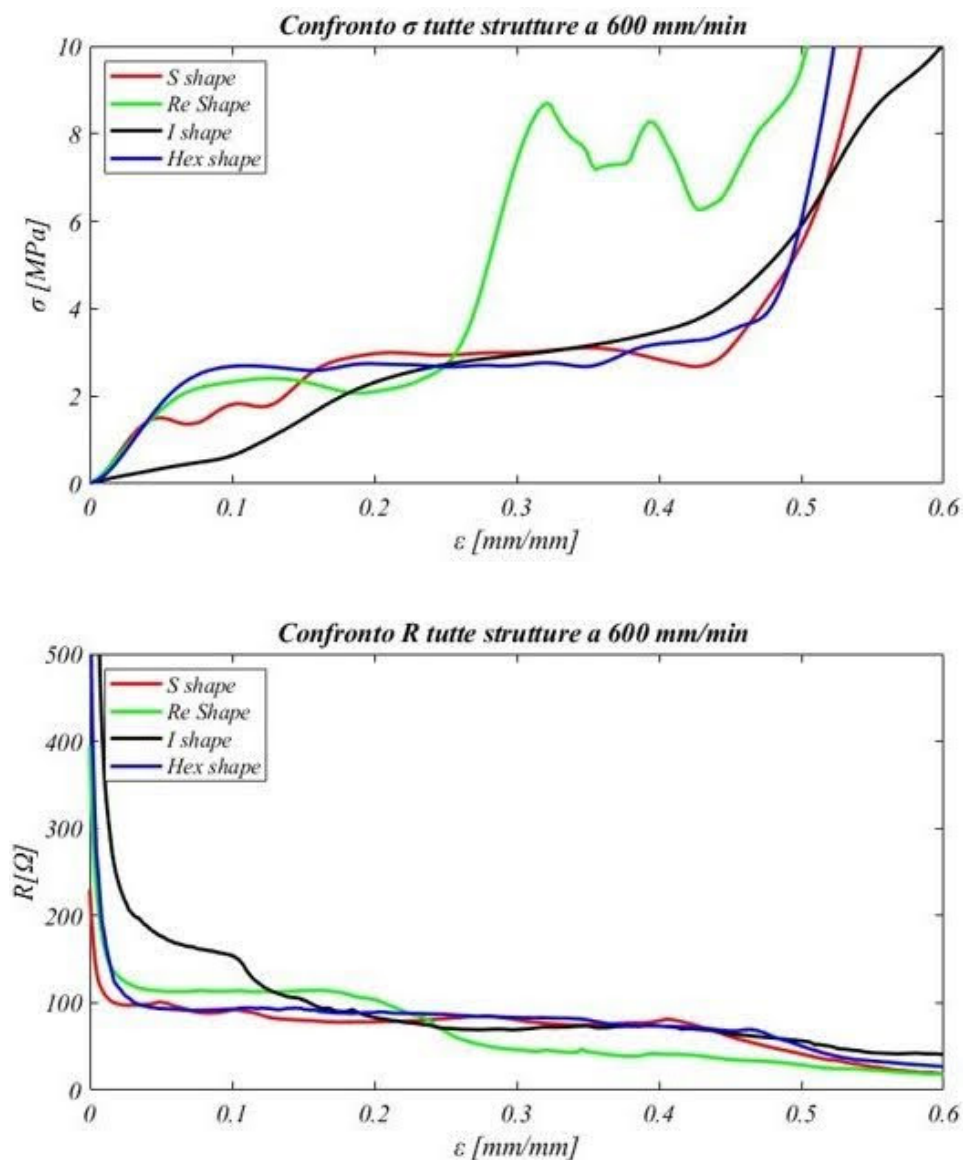 Confronto σ tutte strutture a 600 mm/min
10
8
6
4
2
0
σ [MPa]
S shape
Re Shape
I shape
Hex shape
0 0.1 0.2 0.3 0.4 0.5 0.6
ε [mm/mm]
Confronto R tutte strutture a 600 mm/min
500
400
300
200
100
0
R[Ω]
S shape
Re Shape
I shape
Hex shape
0 0.1 0.2 0.3 0.4 0.5 0.6
ε [mm/mm]